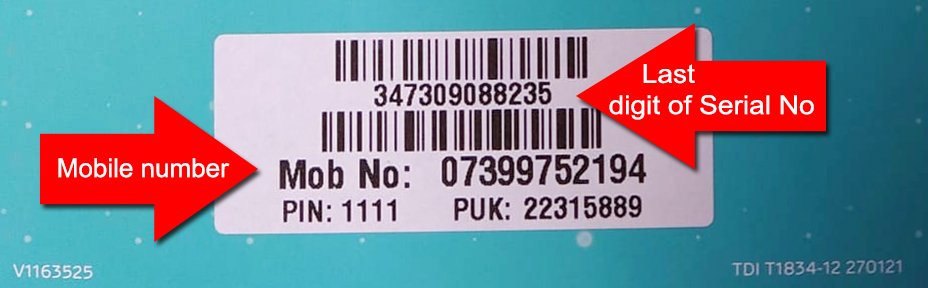 347309088235
Last
digit of Serial No
Mobile number
Mob No: 07399752194
PIN: 1111 PUK: 22315889
V1163525
TDI T1834-12 270121